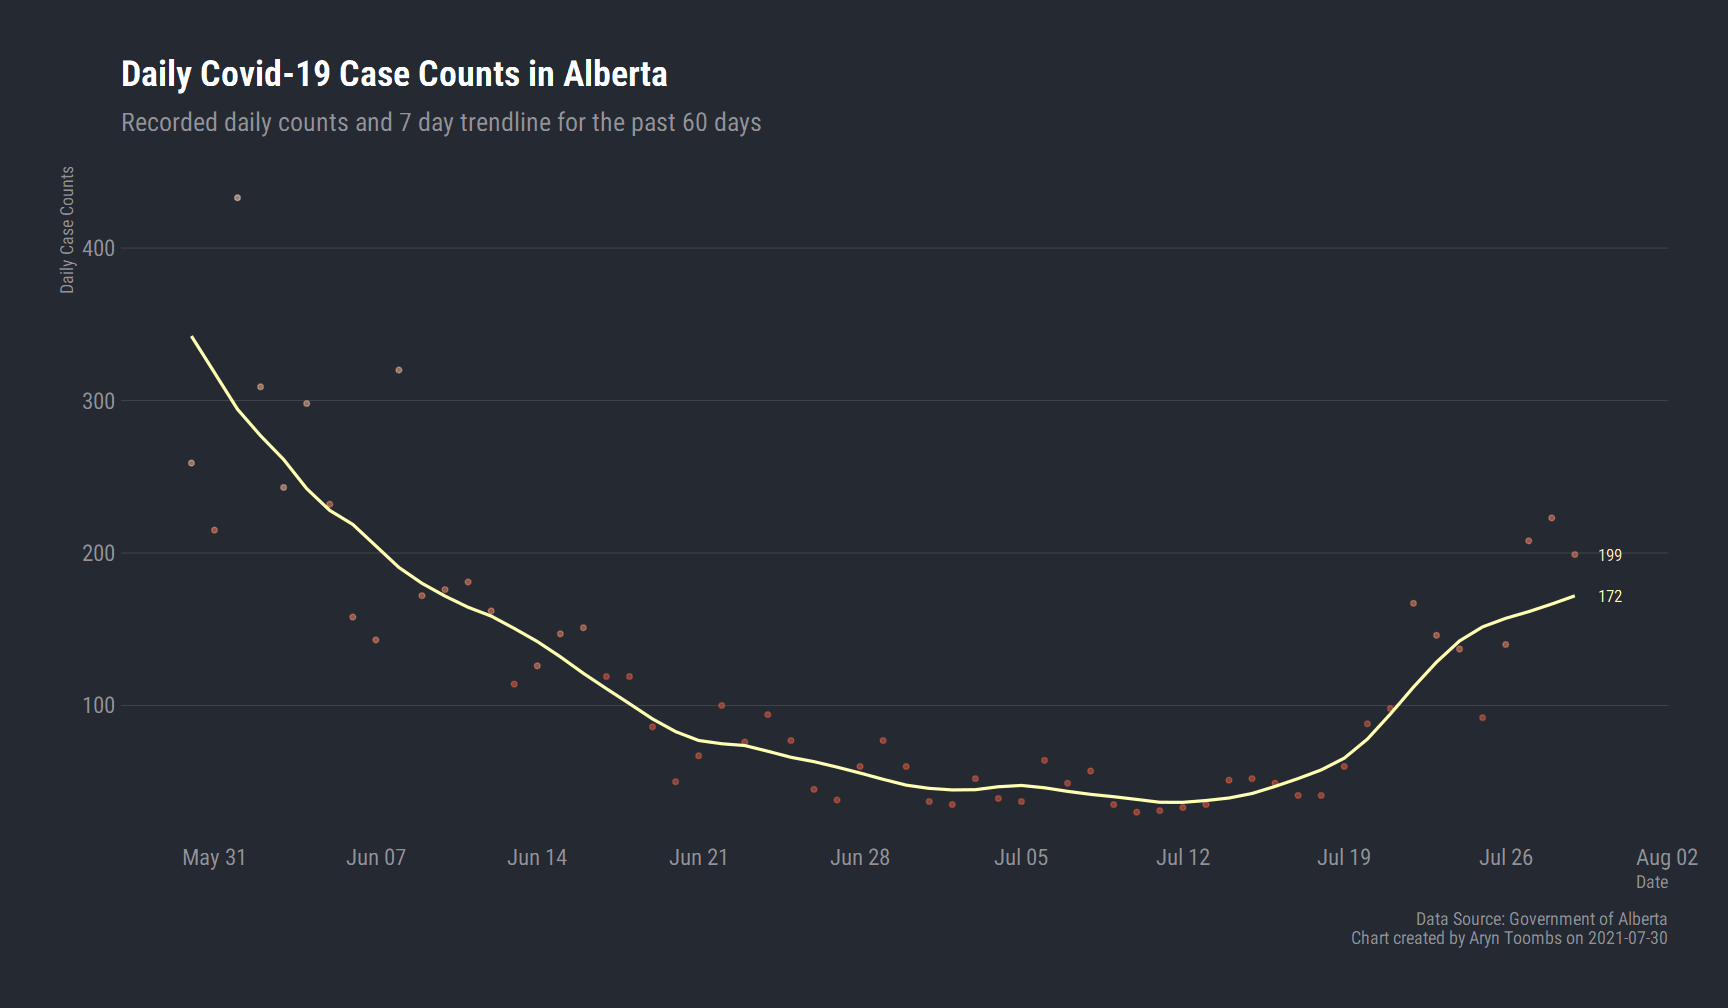 Daily Covid-19 Case Counts in Alberta
Recorded daily counts and 7 day trendline for the past 60 days
Daily Case Counts
400
300
200
100
199
172
May 31
Jun 07
Jun 14
Jun 21
Jun 28
Jul 05
Jul 12
Jul 19
Jul 26
Aug 02
Date
Data Source: Government of Alberta
Chart created by Aryn Toombs on 2021-07-30